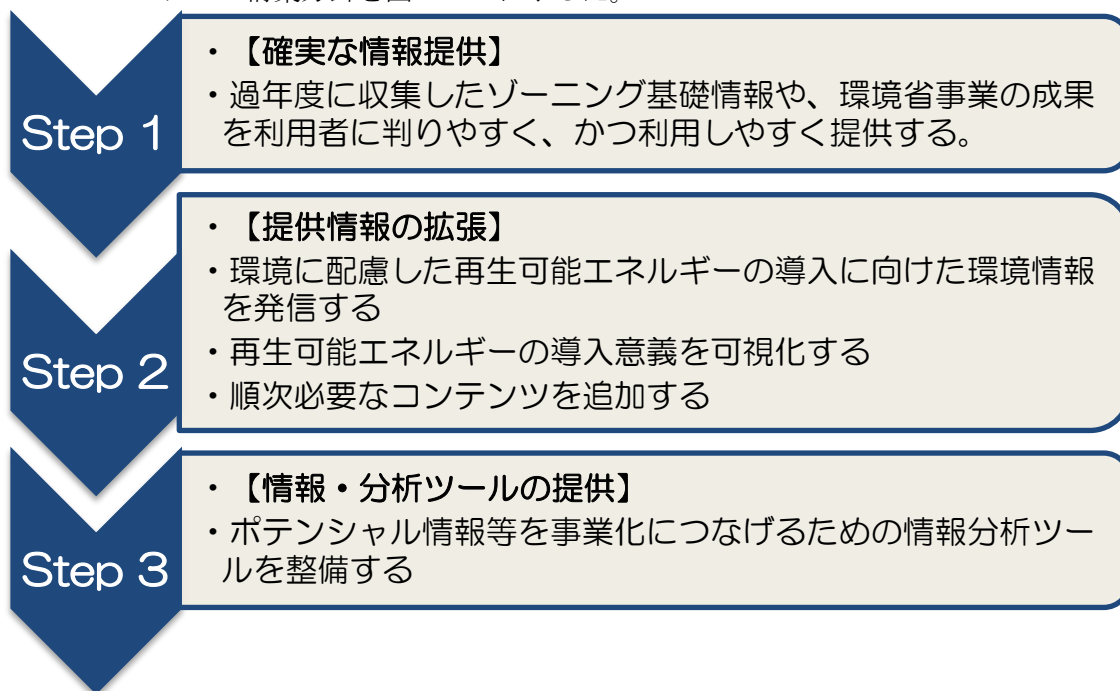 Step 1
・【確実な情報提供】
・過年度に収集したゾーニング基礎情報や、環境省事業の成果
を利用者に判りやすく、かつ利用しやすく提供する。
Step 2
・【提供情報の拡張】
・環境に配慮した再生可能エネルギーの導入に向けた環境情報
を発信する
・再生可能エネルギーの導入意義を可視化する
・順次必要なコンテンツを追加する
Step 3
・【情報・分析ツールの提供】
・ポテンシャル情報等を事業化につなげるための情報分析ツー
ルを整備する